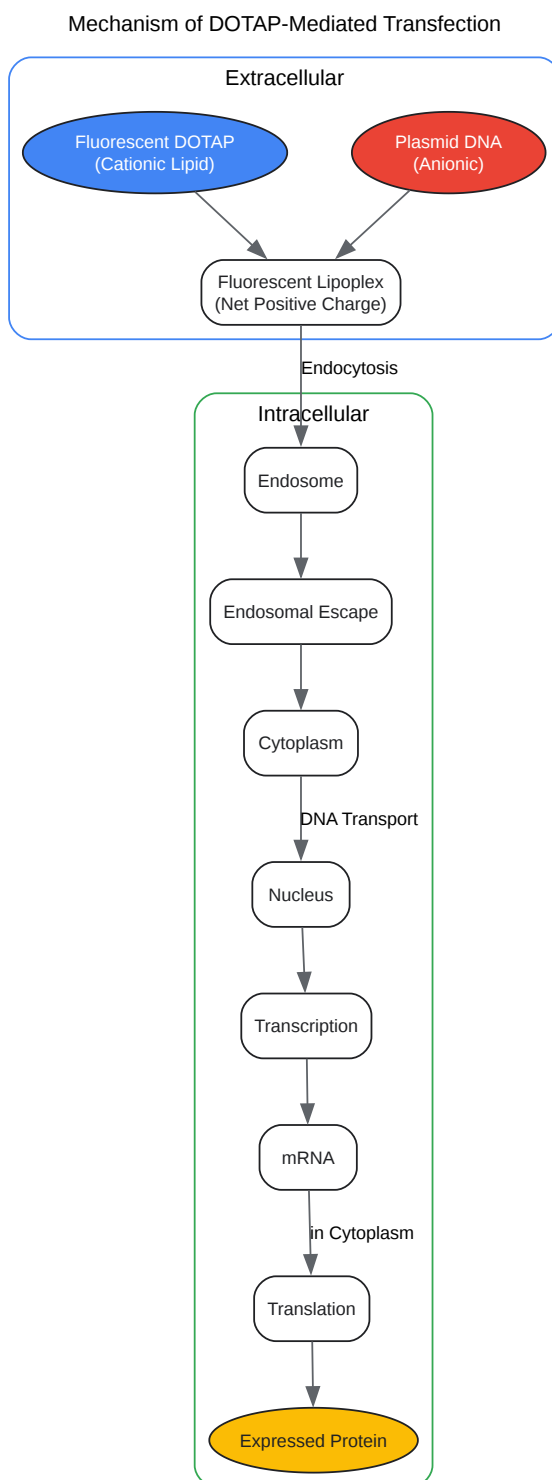 Mechanism of DOTAP-Mediated Transfection
Extracellular
Fluorescent DOTAP
(Cationic Lipid)
Plasmid DNA
(Anionic)
Fluorescent Lipoplex
(Net Positive Charge)
Endocytosis
Intracellular
Endosome
Endosomal Escape
Cytoplasm
DNA Transport
Nucleus
Transcription
mRNA
in Cytoplasm
Translation
Expressed Protein